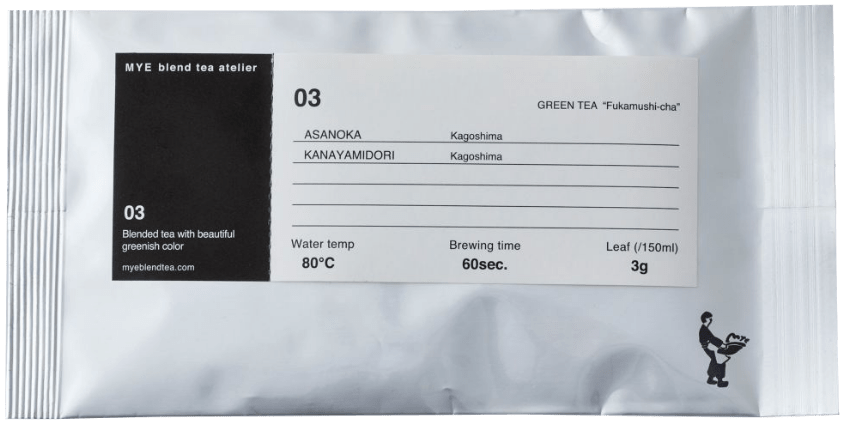 MYE blend tea atelier
03
Blended tea with beautiful
greenish color
myeblendtea.com
03
GREEN TEA “Fukamushi-cha”
ASANOKA Kagoshima
KANAYAMIDORI Kagoshima
Water temp Brewing time Leaf (/150ml)
80°C 60sec. 3g